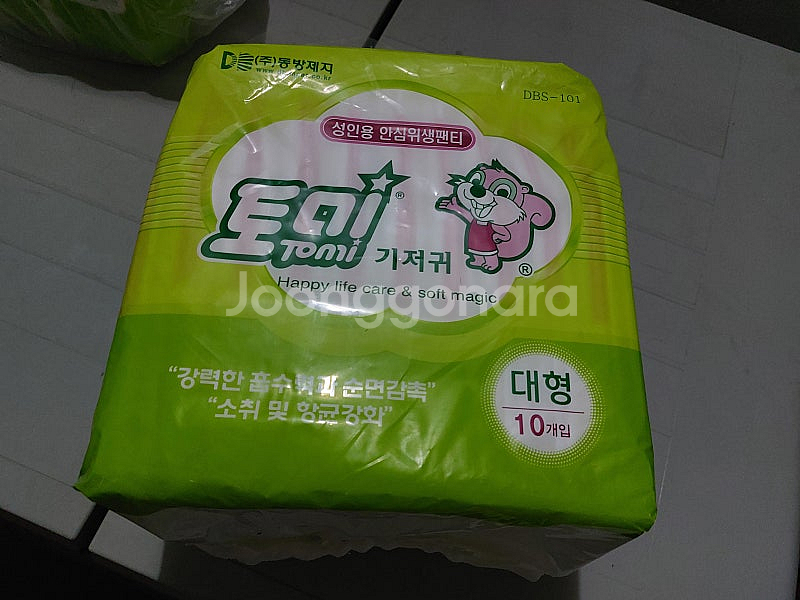 (주)동방제지
DBS-101
성인용 안심위생팬티
토미
Tomi
기저귀
Happy life care & soft magic
Joonggonara
"강력한 흡수력과 순면감촉"
"소취 및 항균강화"
대형
10개입